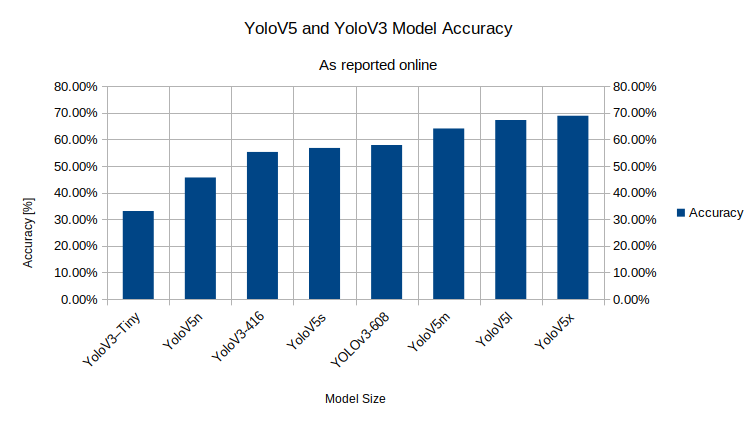 YoloV5 and YoloV3 Model Accuracy
As reported online
80.00%
70.00%
60.00%
50.00%
40.00%
30.00%
20.00%
10.00%
0.00%
Accuracy [%]
80.00%
70.00%
60.00%
50.00%
40.00%
30.00%
20.00%
10.00%
0.00%
Accuracy
YoloV3–Tiny
YoloV5n
YoloV3-416
YoloV5s
YOLOv3-608
YoloV5m
YoloV5l
YoloV5x
Model Size